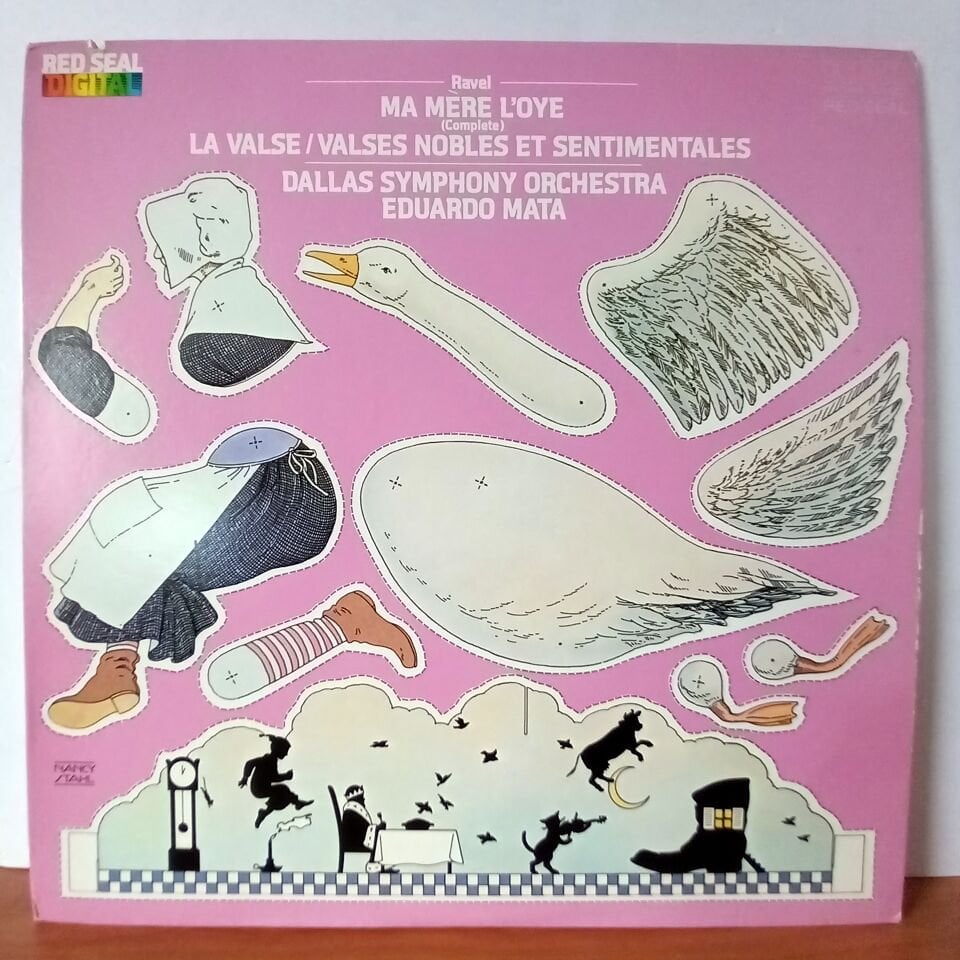 RED SEAL
DIGITAL
Ravel
MA MÈRE L'OYE
(Complete)
LA VALSE / VALSES NOBLES ET SENTIMENTALES
DALLAS SYMPHONY ORCHESTRA
EDUARDO MATA
NANCY
STAHL